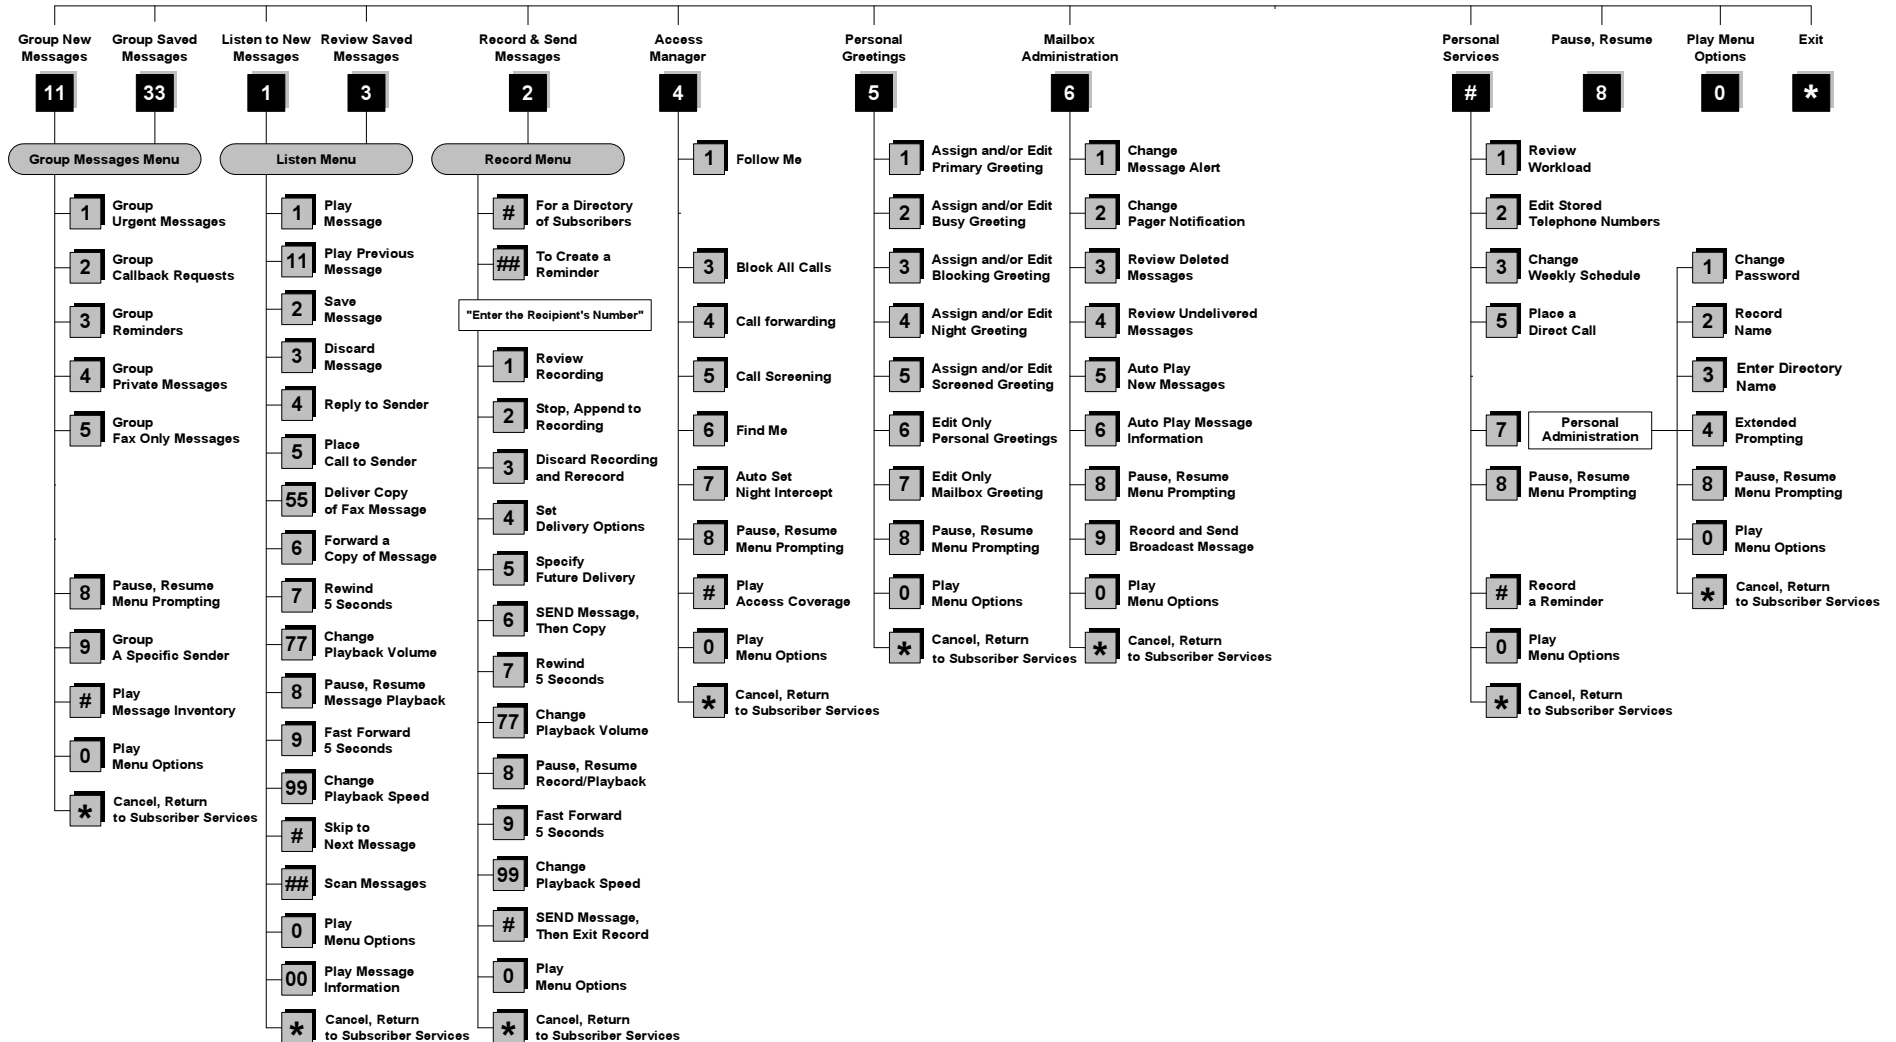 Group New
Messages
11
Group Saved
Messages
33
Listen to New
Messages
1
Review Saved
Messages
3
Record & Send
Messages
2
Access
Manager
4
Personal
Greetings
5
Mailbox
Administration
6
Personal
Services
#
Pause, Resume
8
Play Menu
Options
0
Exit
*
Group Messages Menu
1
Group
Urgent Messages
2
Group
Callback Requests
3
Group
Reminders
4
Group
Private Messages
5
Group
Fax Only Messages
8
Pause, Resume
Menu Prompting
9
Group
A Specific Sender
#
Play
Message Inventory
0
Play
Menu Options
*
Cancel, Return
to Subscriber Services
Listen Menu
1
Play
Message
11
Play Previous
Message
2
Save
Message
3
Discard
Message
4
Reply to Sender
5
Place
Call to Sender
55
Deliver Copy
of Fax Message
6
Forward a
Copy of Message
7
Rewind
5 Seconds
77
Change
Playback Volume
8
Pause, Resume
Message Playback
9
Fast Forward
5 Seconds
99
Change
Playback Speed
#
Skip to
Next Message
##
Scan Messages
0
Play
Menu Options
00
Play Message
Information
*
Cancel, Return
to Subscriber Services
Record Menu
#
For a Directory
of Subscribers
##
To Create a
Reminder
"Enter the Recipient's Number"
1
Review
Recording
2
Stop, Append to
Recording
3
Discard Recording
and Rerecord
4
Set
Delivery Options
5
Specify
Future Delivery
6
SEND Message,
Then Copy
7
Rewind
5 Seconds
77
Change
Playback Volume
8
Pause, Resume
Record/Playback
9
Fast Forward
5 Seconds
99
Change
Playback Speed
#
SEND Message,
Then Exit Record
0
Play
Menu Options
*
Cancel, Return
to Subscriber Services
1
Follow Me
3
Block All Calls
4
Call forwarding
5
Call Screening
6
Find Me
7
Auto Set
Night Intercept
8
Pause, Resume
Menu Prompting
#
Play
Access Coverage
0
Play
Menu Options
*
Cancel, Return
to Subscriber Services
1
Assign and/or Edit
Primary Greeting
2
Assign and/or Edit
Busy Greeting
3
Assign and/or Edit
Blocking Greeting
4
Assign and/or Edit
Night Greeting
5
Assign and/or Edit
Screened Greeting
6
Edit Only
Personal Greetings
7
Edit Only
Mailbox Greeting
8
Pause, Resume
Menu Prompting
0
Play
Menu Options
*
Cancel, Return
to Subscriber Services
1
Change
Message Alert
2
Change
Pager Notification
3
Review Deleted
Messages
4
Review Undelivered
Messages
5
Auto Play
New Messages
6
Auto Play Message
Information
8
Pause, Resume
Menu Prompting
9
Record and Send
Broadcast Message
0
Play
Menu Options
*
Cancel, Return
to Subscriber Services
1
Review
Workload
2
Edit Stored
Telephone Numbers
3
Change
Weekly Schedule
5
Place a
Direct Call
7
Personal
Administration
8
Pause, Resume
Menu Prompting
#
Record
a Reminder
0
Play
Menu Options
*
Cancel, Return
to Subscriber Services
1
Change
Password
2
Record
Name
3
Enter Directory
Name
4
Extended
Prompting
8
Pause, Resume
Menu Prompting
0
Play
Menu Options
*
Cancel, Return
to Subscriber Services